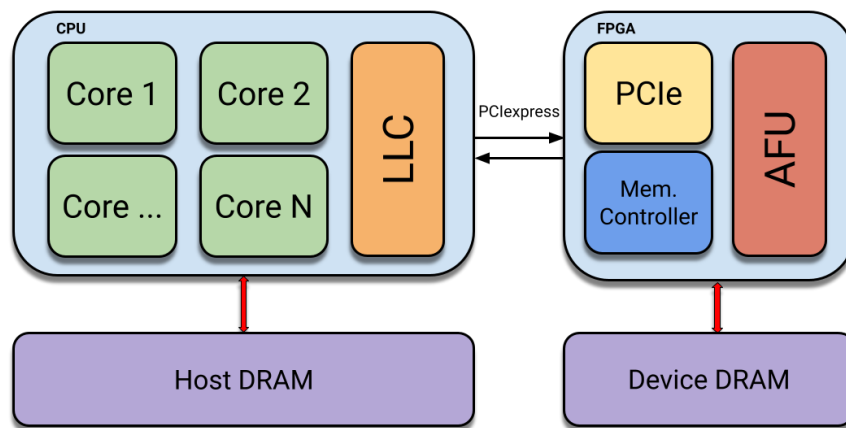 CPU
Core 1
Core 2
Core ...
Core N
LLC
PCIexpress
FPGA
PCIe
Mem.
Controller
AFU
Host DRAM
Device DRAM